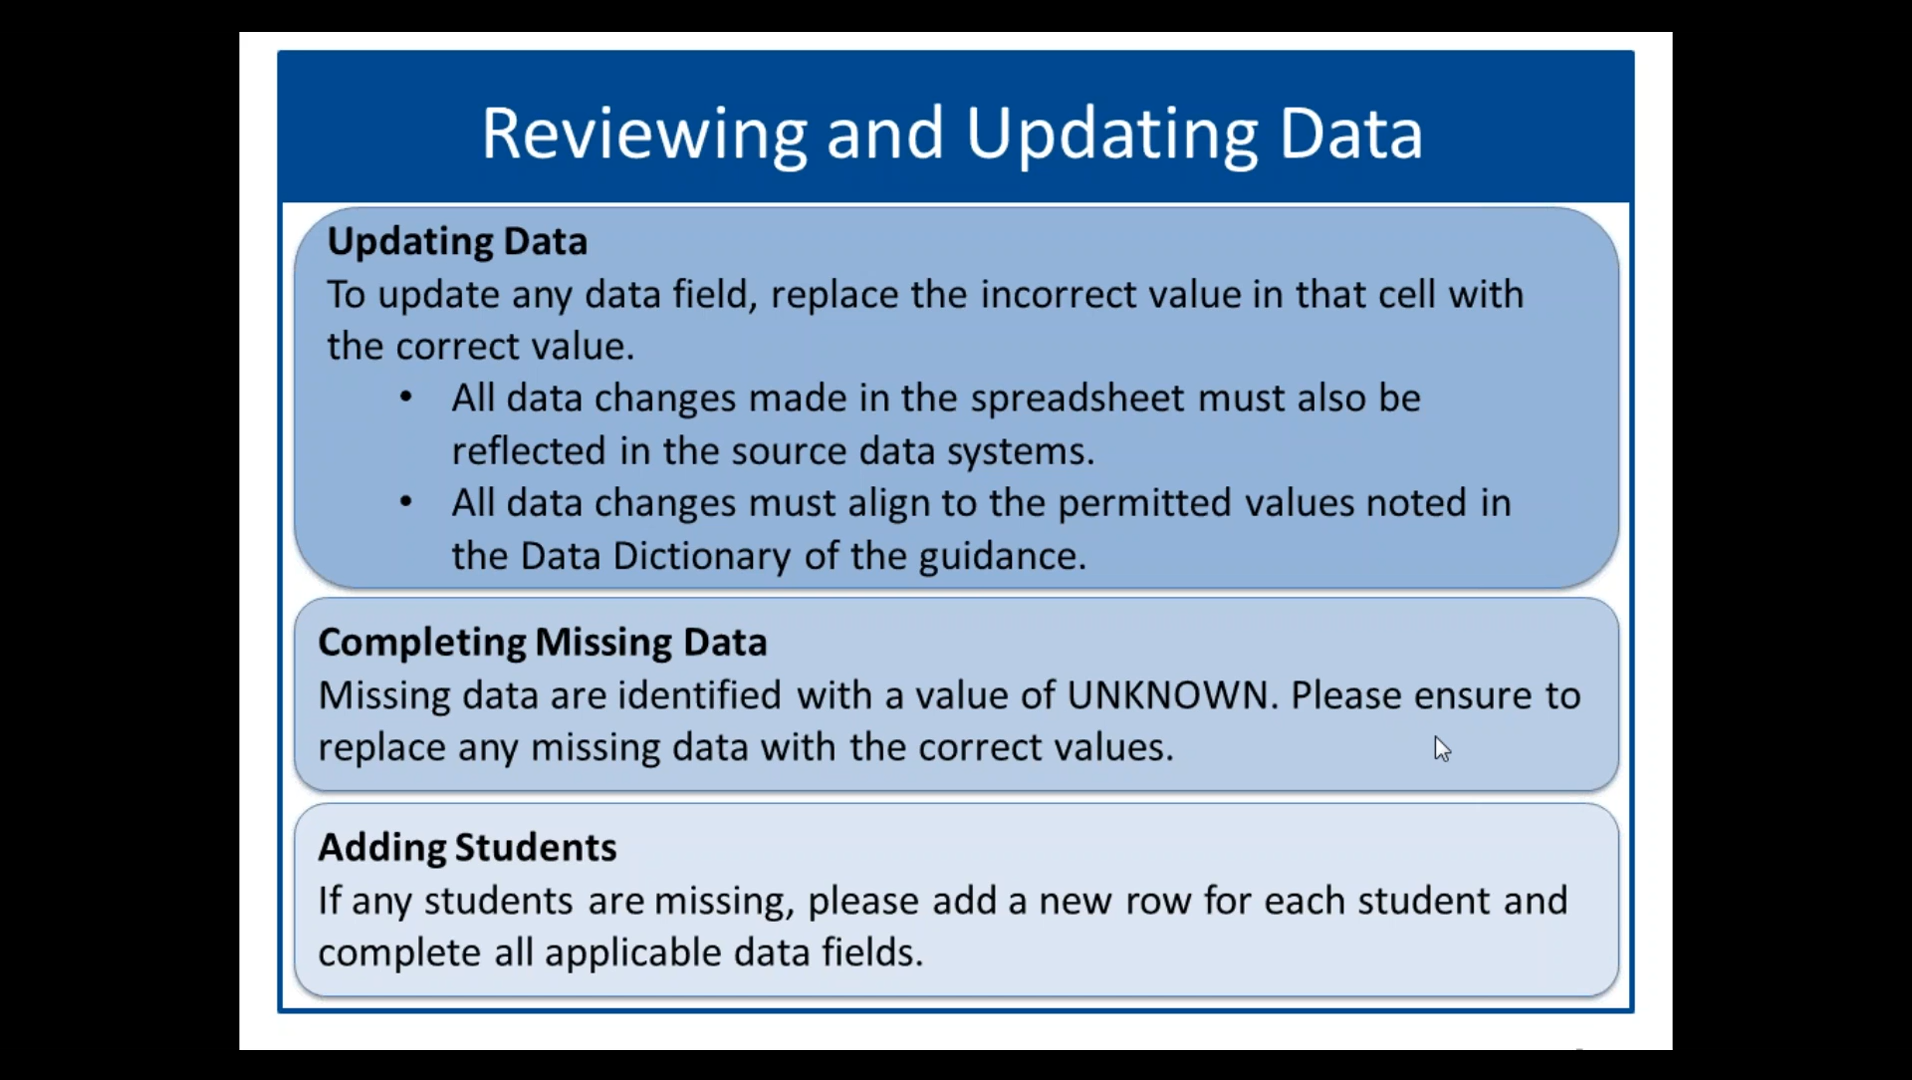 Reviewing and Updating Data
Updating Data
To update any data field, replace the incorrect value in that cell with
the correct value.
• All data changes made in the spreadsheet must also be
reflected in the source data systems.
• All data changes must align to the permitted values noted in
the Data Dictionary of the guidance.
Completing Missing Data
Missing data are identified with a value of UNKNOWN. Please ensure to
replace any missing data with the correct values.
Adding Students
If any students are missing, please add a new row for each student and
complete all applicable data fields.